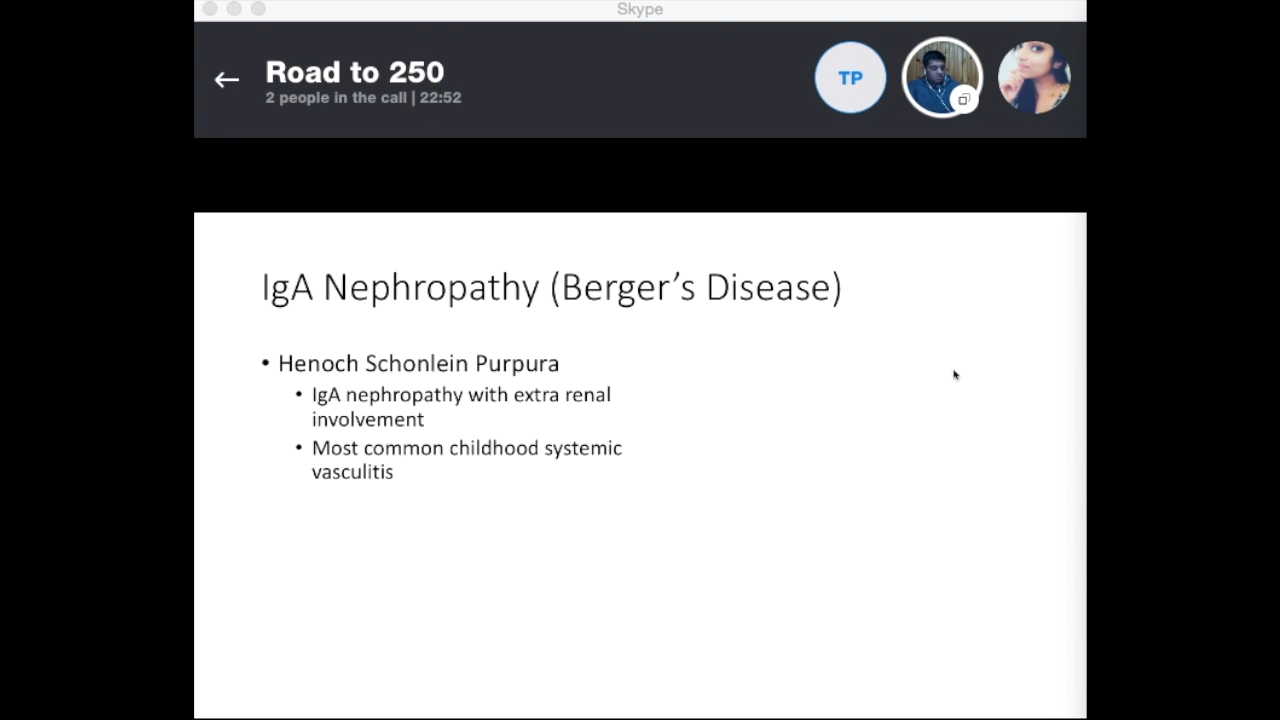 Skype
Road to 250
2 people in the call | 22:52
TP
IgA Nephropathy (Berger’s Disease)
• Henoch Schonlein Purpura
• IgA nephropathy with extra renal
involvement
• Most common childhood systemic
vasculitis